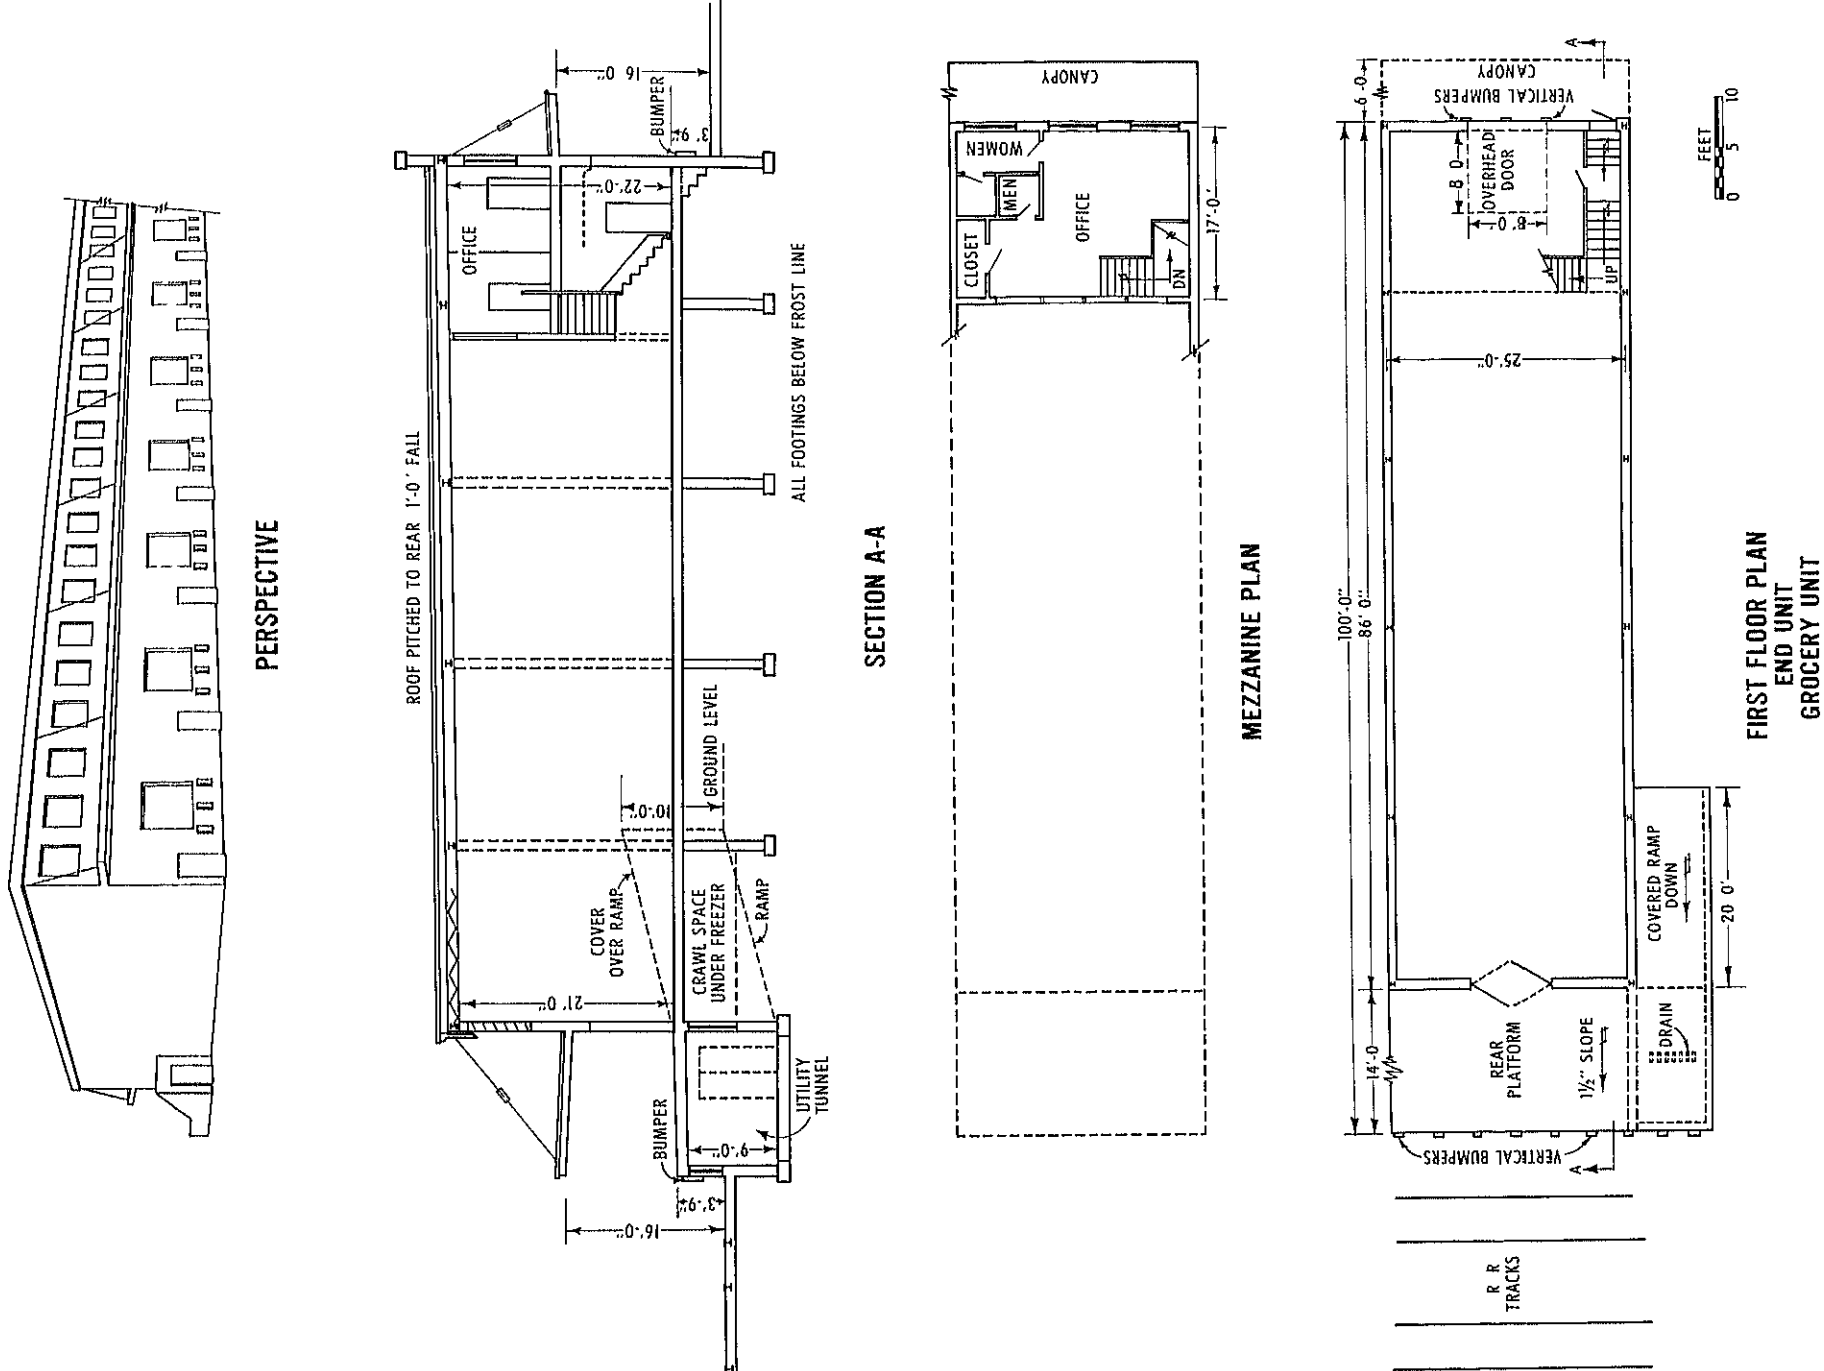 PERSPECTIVE
ROOF PITCHED TO REAR 1'-0" FALL
OFFICE
22'-0"
16'-0"
BUMPER
3'-9"
21'-0"
COVER
OVER RAMP
10'-0"
GROUND LEVEL
CRAWL SPACE
UNDER FREEZER
RAMP
ALL FOOTINGS BELOW FROST LINE
BUMPER
9'-0"
UTILITY
TUNNEL
16'-0"
3'-9"
SECTION A-A
CANOPY
WOMEN
MEN
CLOSET
OFFICE
DN
17'-0"
MEZZANINE PLAN
100'-0"
86'-0"
14'-0
6'-0
CANOPY
VERTICAL BUMPERS
A
8'-0
OVERHEAD
DOOR
8'-0"
UP
25'-0"
REAR
PLATFORM
1½" SLOPE
DRAIN
COVERED RAMP
DOWN
20'-0"
VERTICAL BUMPERS
A
R R
TRACKS
FEET
0 5 10
FIRST FLOOR PLAN
END UNIT
GROCERY UNIT